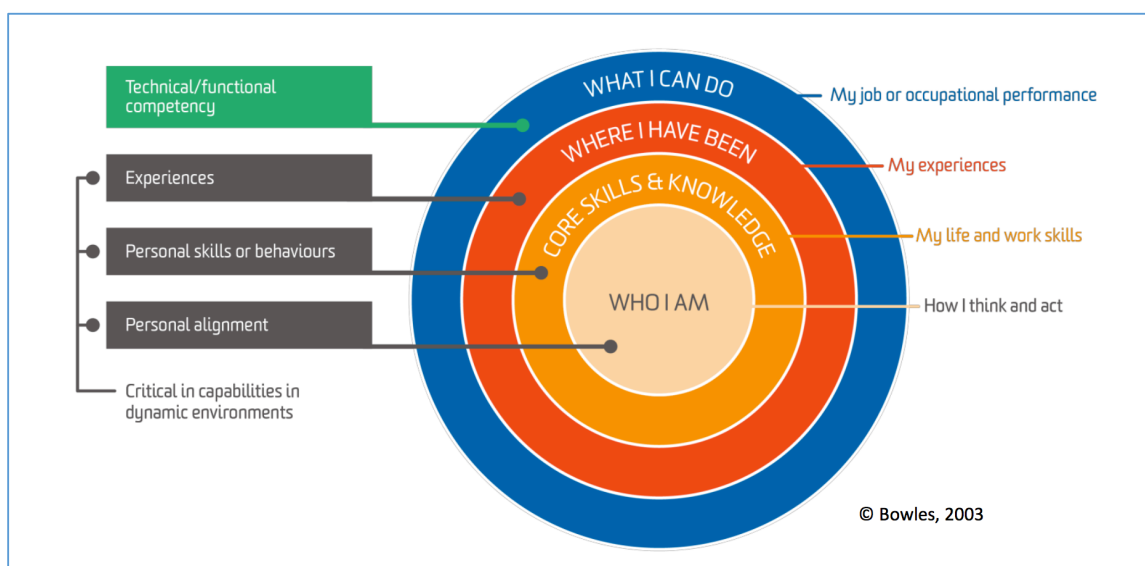 Technical/functional
competency
Experiences
Personal skills or behaviours
Personal alignment
Critical in capabilities in
dynamic environments
WHAT I CAN DO
WHERE I HAVE BEEN
CORE SKILLS & KNOWLEDGE
WHO I AM
My job or occupational performance
My experiences
My life and work skills
How I think and act
© Bowles, 2003